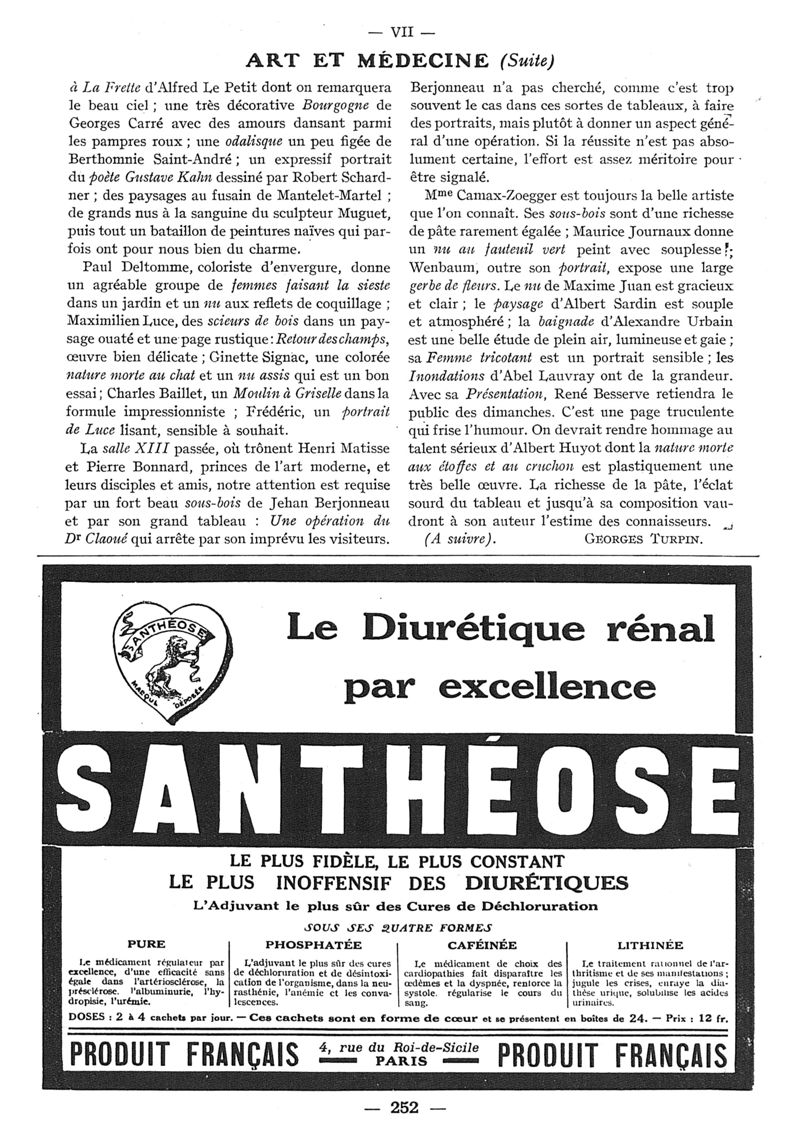 — VII —
ART ET MÉDECINE (Suite)
à La Frette d'Alfred Le Petit dont on remarquera
le beau ciel ; une très décorative Bourgogne de
Georges Carré avec des amours dansant parmi
les pampres roux ; une odalisque un peu figée de
Berthomnie Saint-André ; un expressif portrait
du poète Gustave Kahn dessiné par Robert Schard-
ner ; des paysages au fusain de Mantelet-Martel ;
de grands nus à la sanguine du sculpteur Muguet,
puis tout un bataillon de peintures naïves qui par-
fois ont pour nous bien du charme.
Paul Deltomme, coloriste d'envergure, donne
un agréable groupe de femmes faisant la sieste
dans un jardin et un nu aux reflets de coquillage ;
Maximilien Luce, des scieurs de bois dans un pay-
sage ouaté et une page rustique : Retour des champs,
œuvre bien délicate ; Ginette Signac, une colorée
nature morte au chat et un nu assis qui est un bon
essai ; Charles Baillet, un Moulin à Griselle dans la
formule impressionniste ; Frédéric, un portrait
de Luce lisant, sensible à souhait.
La salle XIII passée, où trônent Henri Matisse
et Pierre Bonnard, princes de l'art moderne, et
leurs disciples et amis, notre attention est requise
par un fort beau sous-bois de Jehan Berjonneau
et par son grand tableau : Une opération du
Dr Claoué qui arrête par son imprévu les visiteurs.
Berjonneau n'a pas cherché, comme c'est trop
souvent le cas dans ces sortes de tableaux, à faire
des portraits, mais plutôt à donner un aspect géné-
ral d'une opération. Si la réussite n'est pas abso-
lument certaine, l'effort est assez méritoire pour
être signalé.
Mme Camax-Zoegger est toujours la belle artiste
que l'on connaît. Ses sous-bois sont d'une richesse
de pâte rarement égalée ; Maurice Journaux donne
un nu au fauteuil vert peint avec souplesse !;
Wenbaum, outre son portrait, expose une large
gerbe de fleurs. Le nu de Maxime Juan est gracieux
et clair ; le paysage d'Albert Sardin est souple
et atmosphéré ; la baignade d'Alexandre Urbain
est une belle étude de plein air, lumineuse et gaie ;
sa Femme tricotant est un portrait sensible ; les
Inondations d'Abel Lauvray ont de la grandeur.
Avec sa Présentation, René Besserve retiendra le
public des dimanches. C'est une page truculente
qui frise l'humour. On devrait rendre hommage au
talent sérieux d'Albert Huyot dont la nature morte
aux étoffes et au cruchon est plastiquement une
très belle œuvre. La richesse de la pâte, l'éclat
sourd du tableau et jusqu'à sa composition vau-
dront à son auteur l'estime des connaisseurs.
(A suivre). GEORGES TURPIN.
SANTHÉOSE
MARQUE DÉPOSÉE
Le Diurétique rénal
par excellence
SANTHÉOSE
LE PLUS FIDÈLE, LE PLUS CONSTANT
LE PLUS INOFFENSIF DES DIURÉTIQUES
L'Adjuvant le plus sûr des Cures de Déchloruration
SOUS SES QUATRE FORMES
PURE
Le médicament régulateur par
excellence, d'une efficacité sans
égale dans l'artériosclérose, la
présclérose, l'albuminurie, l'hy-
dropisie, l'urémie.
PHOSPHATÉE
L'adjuvant le plus sûr des cures
de déchloruration et de désintoxi-
cation de l'organisme, dans la neu-
rasthénie, l'anémie et les conva-
lescences.
CAFÉINÉE
Le médicament de choix des
cardiopathies fait disparaître les
œdèmes et la dyspnée, renforce la
systole, régularise le cours du
sang.
LITHINÉE
Le traitement rationnel de l'ar-
thritisme et de ses manifestations ;
jugule les crises, enraye la dia-
thèse urique, solubilise les acides
urinaires.
DOSES : 2 à 4 cachets par jour. — Ces cachets sont en forme de cœur et se présentent en boîtes de 24. — Prix : 12 fr.
PRODUIT FRANÇAIS 4, rue du Roi-de-Sicile PRODUIT FRANÇAIS
PARIS
— 252 —